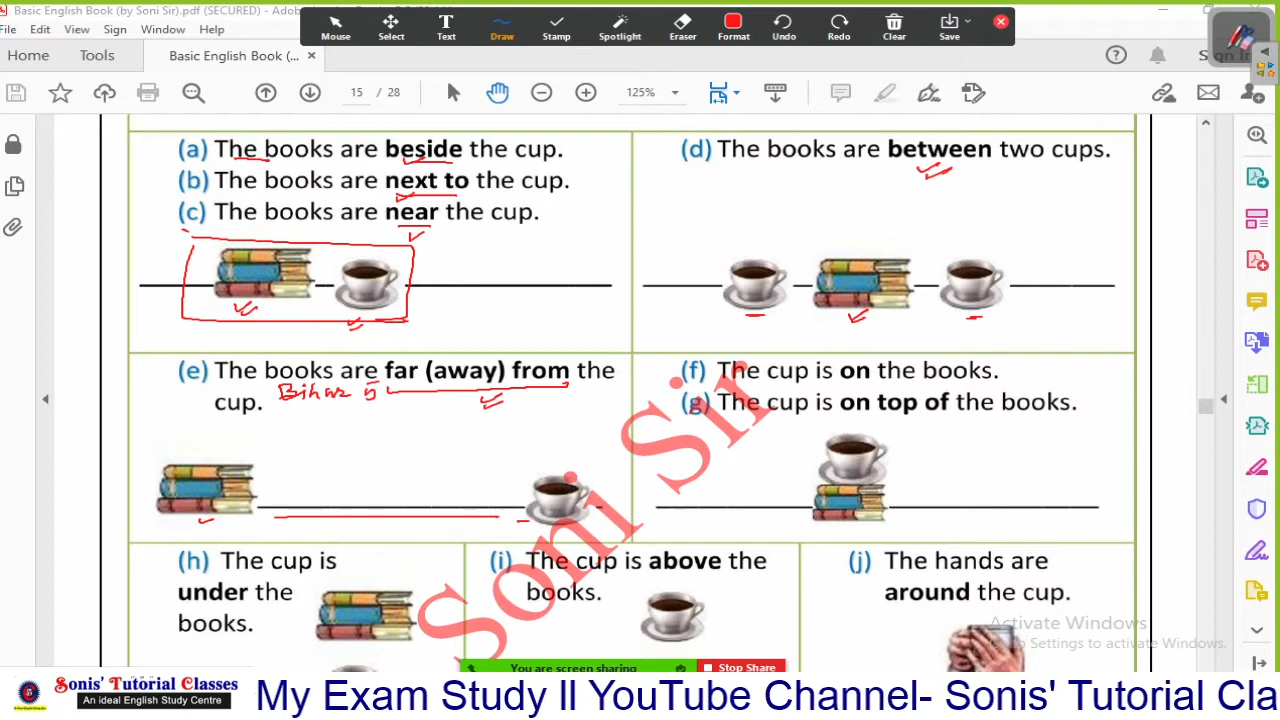 Basic English Book (by Soni Sir).pdf (SECURED) - Adobe
File Edit View Sign Window Help
Mouse Select Text Draw Stamp Spotlight Eraser Format Undo Redo Clear Save
Home Tools Basic English Book (... × Sign In
15 / 28 125%
(a) The books are beside the cup.
(b) The books are next to the cup.
(c) The books are near the cup.
(d) The books are between two cups.
(e) The books are far (away) from the
cup. Bihar
(f) The cup is on the books.
(g) The cup is on top of the books.
(h) The cup is
under the
books.
(i) The cup is above the
books.
(j) The hands are
around the cup.
Soni Sir
Activate Windows
to Settings to activate Windows.
You are screen sharing Stop Share
Sonis' Tutorial Classes
An ideal English Study Centre
My Exam Study II YouTube Channel- Sonis' Tutorial Cla